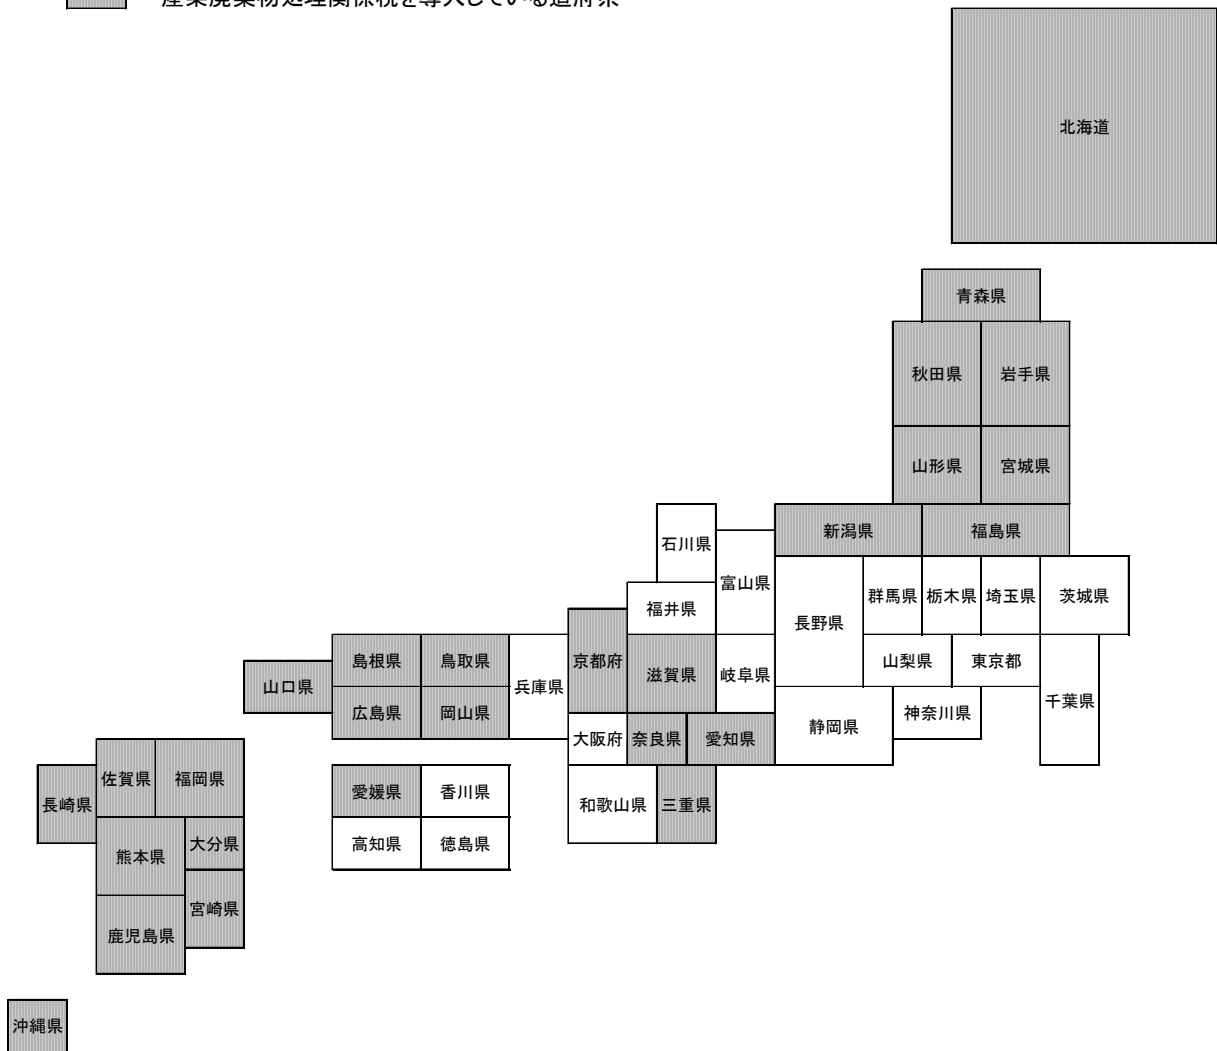 産業廃棄物処理関係税を導入している道府県
北海道
青森県
秋田県
岩手県
山形県
宮城県
新潟県
福島県
石川県
富山県
福井県
長野県
群馬県
栃木県
埼玉県
茨城県
山梨県
東京都
千葉県
神奈川県
静岡県
岐阜県
滋賀県
京都府
兵庫県
大阪府
奈良県
愛知県
和歌山県
三重県
鳥取県
島根県
岡山県
広島県
山口県
愛媛県
香川県
高知県
徳島県
福岡県
佐賀県
長崎県
大分県
熊本県
宮崎県
鹿児島県
沖縄県